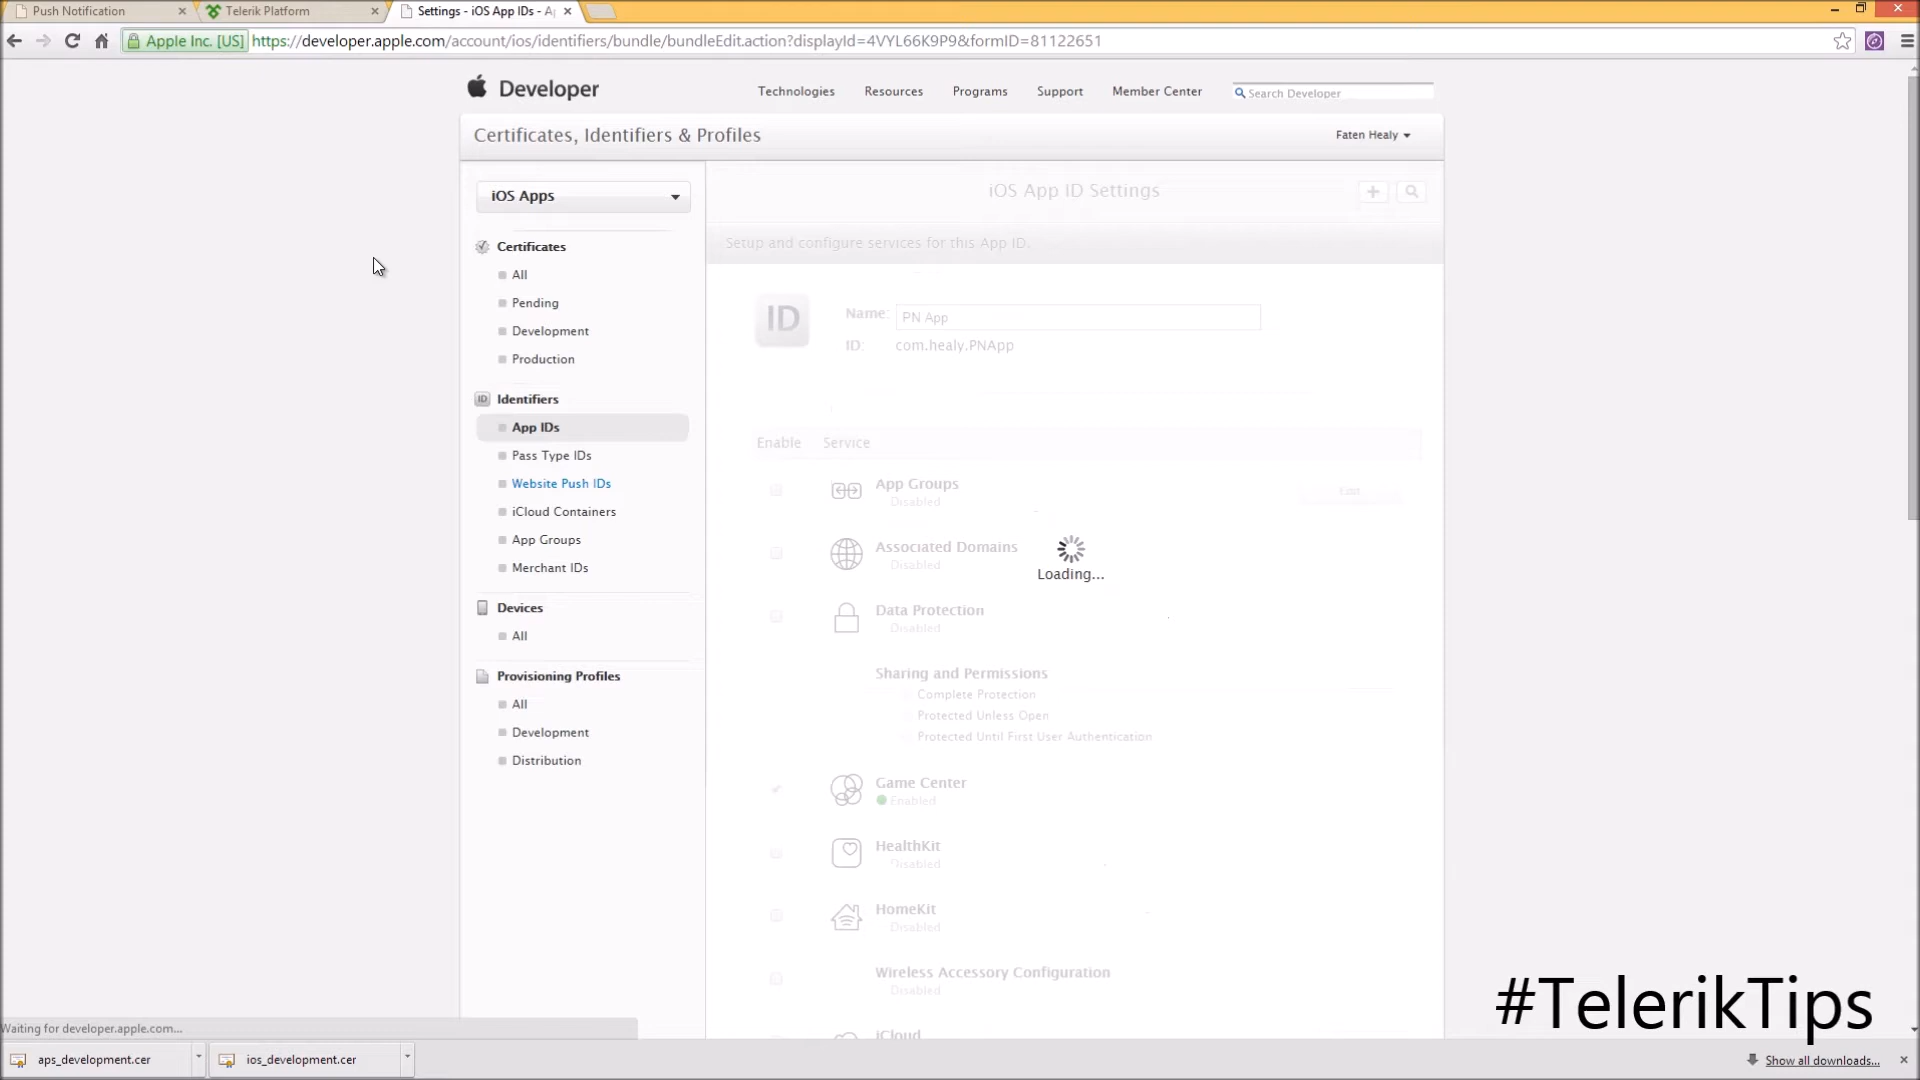 Push Notification
Telerik Platform
Settings - iOS App IDs - A
Apple Inc. [US]
https://developer.apple.com/account/ios/identifiers/bundle/bundleEdit.action?displayId=4VYL66K9P9&formID=81122651
Developer
Technologies
Resources
Programs
Support
Member Center
Search Developer
Certificates, Identifiers & Profiles
Faten Healy
iOS Apps
iOS App ID Settings
Certificates
All
Pending
Development
Production
Identifiers
App IDs
Pass Type IDs
Website Push IDs
iCloud Containers
App Groups
Merchant IDs
Devices
All
Provisioning Profiles
All
Development
Distribution
Setup and configure services for this App ID.
ID
Name:
PN App
ID:
com.healy.PNApp
Enable
Service
App Groups
Disabled
Edit
Associated Domains
Disabled
Loading...
Data Protection
Disabled
Sharing and Permissions
Complete Protection
Protected Unless Open
Protected Until First User Authentication
Game Center
Enabled
HealthKit
Disabled
HomeKit
Disabled
Wireless Accessory Configuration
Disabled
iCloud
#TelerikTips
Waiting for developer.apple.com...
aps_development.cer
ios_development.cer
Show all downloads...